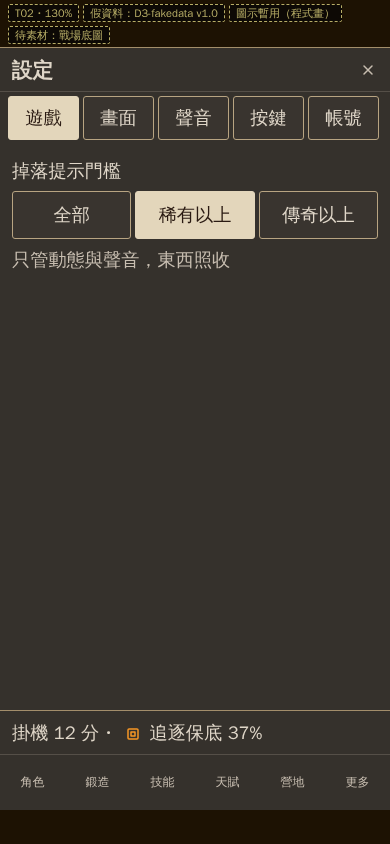 T02・130% 假資料：D3-fakedata v1.0 圖示暫用（程式畫）
待素材：戰場底圖
設定 ×
遊戲 畫面 聲音 按鍵 帳號
掉落提示門檻
全部 稀有以上 傳奇以上
只管動態與聲音，東西照收
掛機 12 分・ 追逐保底 37%
角色 鍛造 技能 天賦 營地 更多